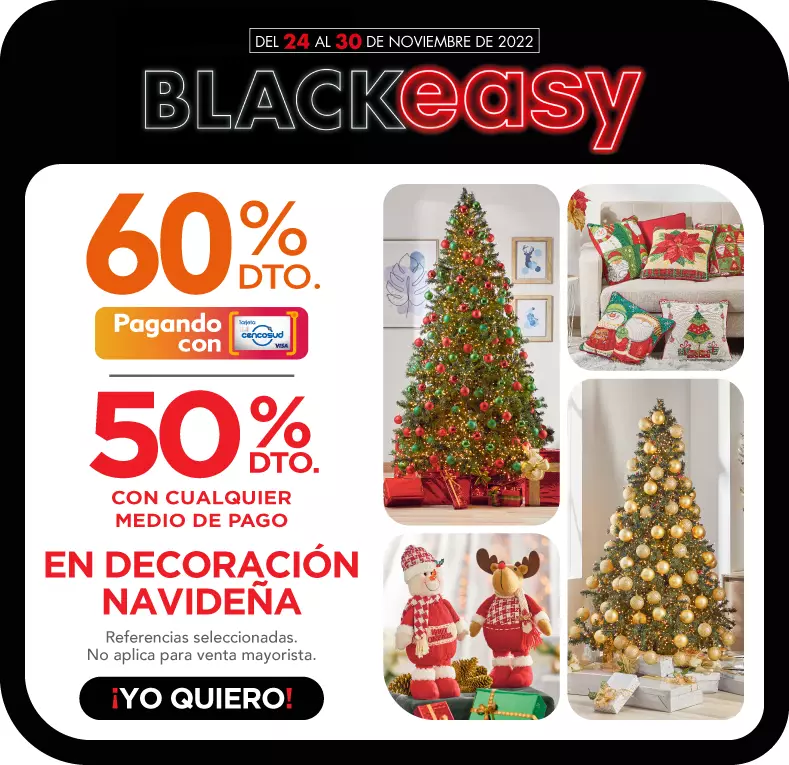 DEL 24 AL 30 DE NOVIEMBRE DE 2022
BLACKeasy
60% DTO.
Pagando con
Tarjeta
cencosud
VISA
50% DTO.
CON CUALQUIER
MEDIO DE PAGO
EN DECORACIÓN
NAVIDEÑA
Referencias seleccionadas.
No aplica para venta mayorista.
¡YO QUIERO!